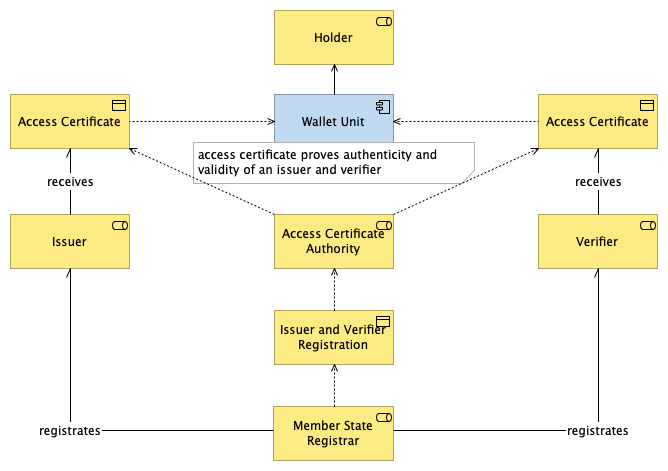 Holder
Access Certificate
Wallet Unit
Access Certificate
access certificate proves authenticity and
validity of an issuer and verifier
receives
receives
Issuer
Access Certificate
Authority
Verifier
Issuer and Verifier
Registration
registrates
Member State
Registrar
registrates